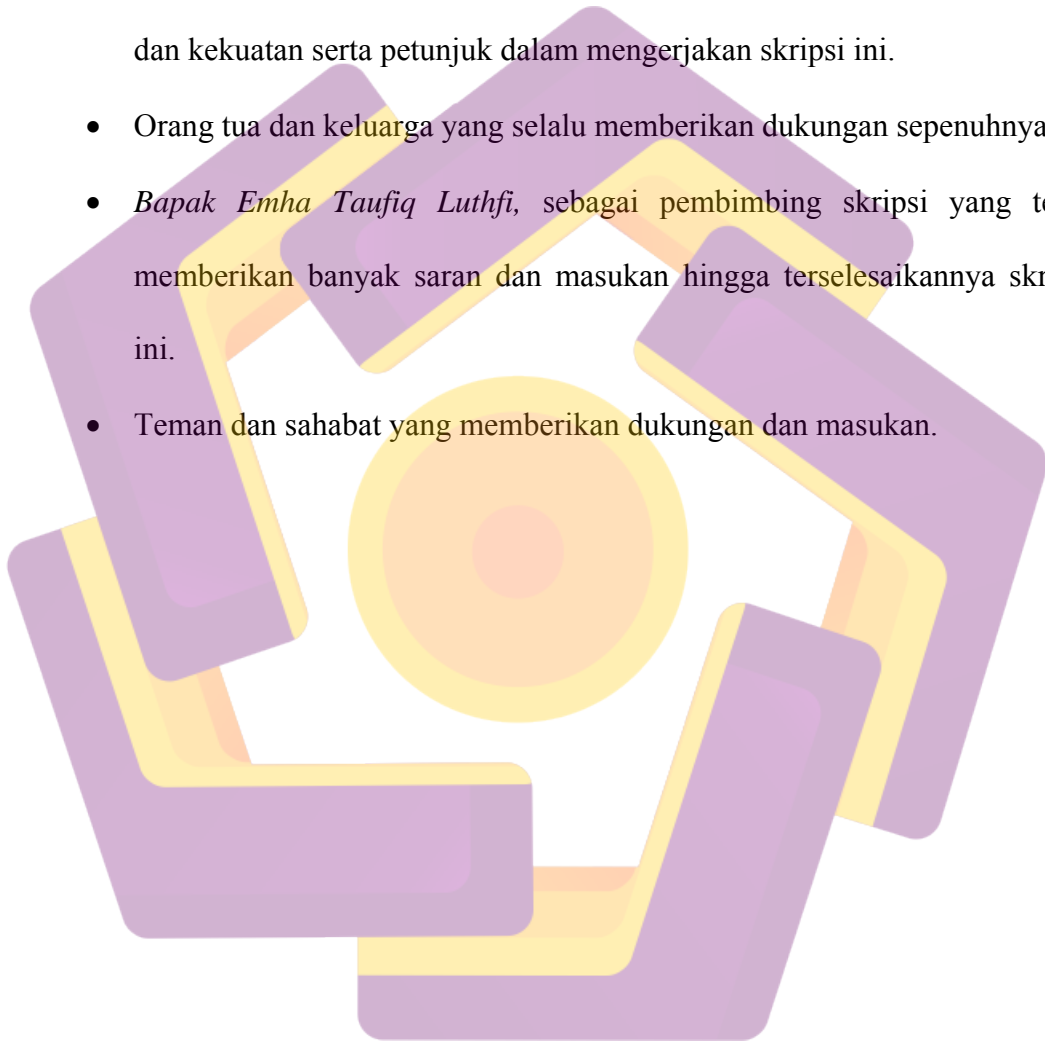 dan kekuatan serta petunjuk dalam mengerjakan skripsi ini.
• Orang tua dan keluarga yang selalu memberikan dukungan sepenuhnya
• Bapak Emha Taufiq Luthfi, sebagai pembimbing skripsi yang
memberikan banyak saran dan masukan hingga terselesaikannya
ini.
• Teman dan sahabat yang memberikan dukungan dan masukan.